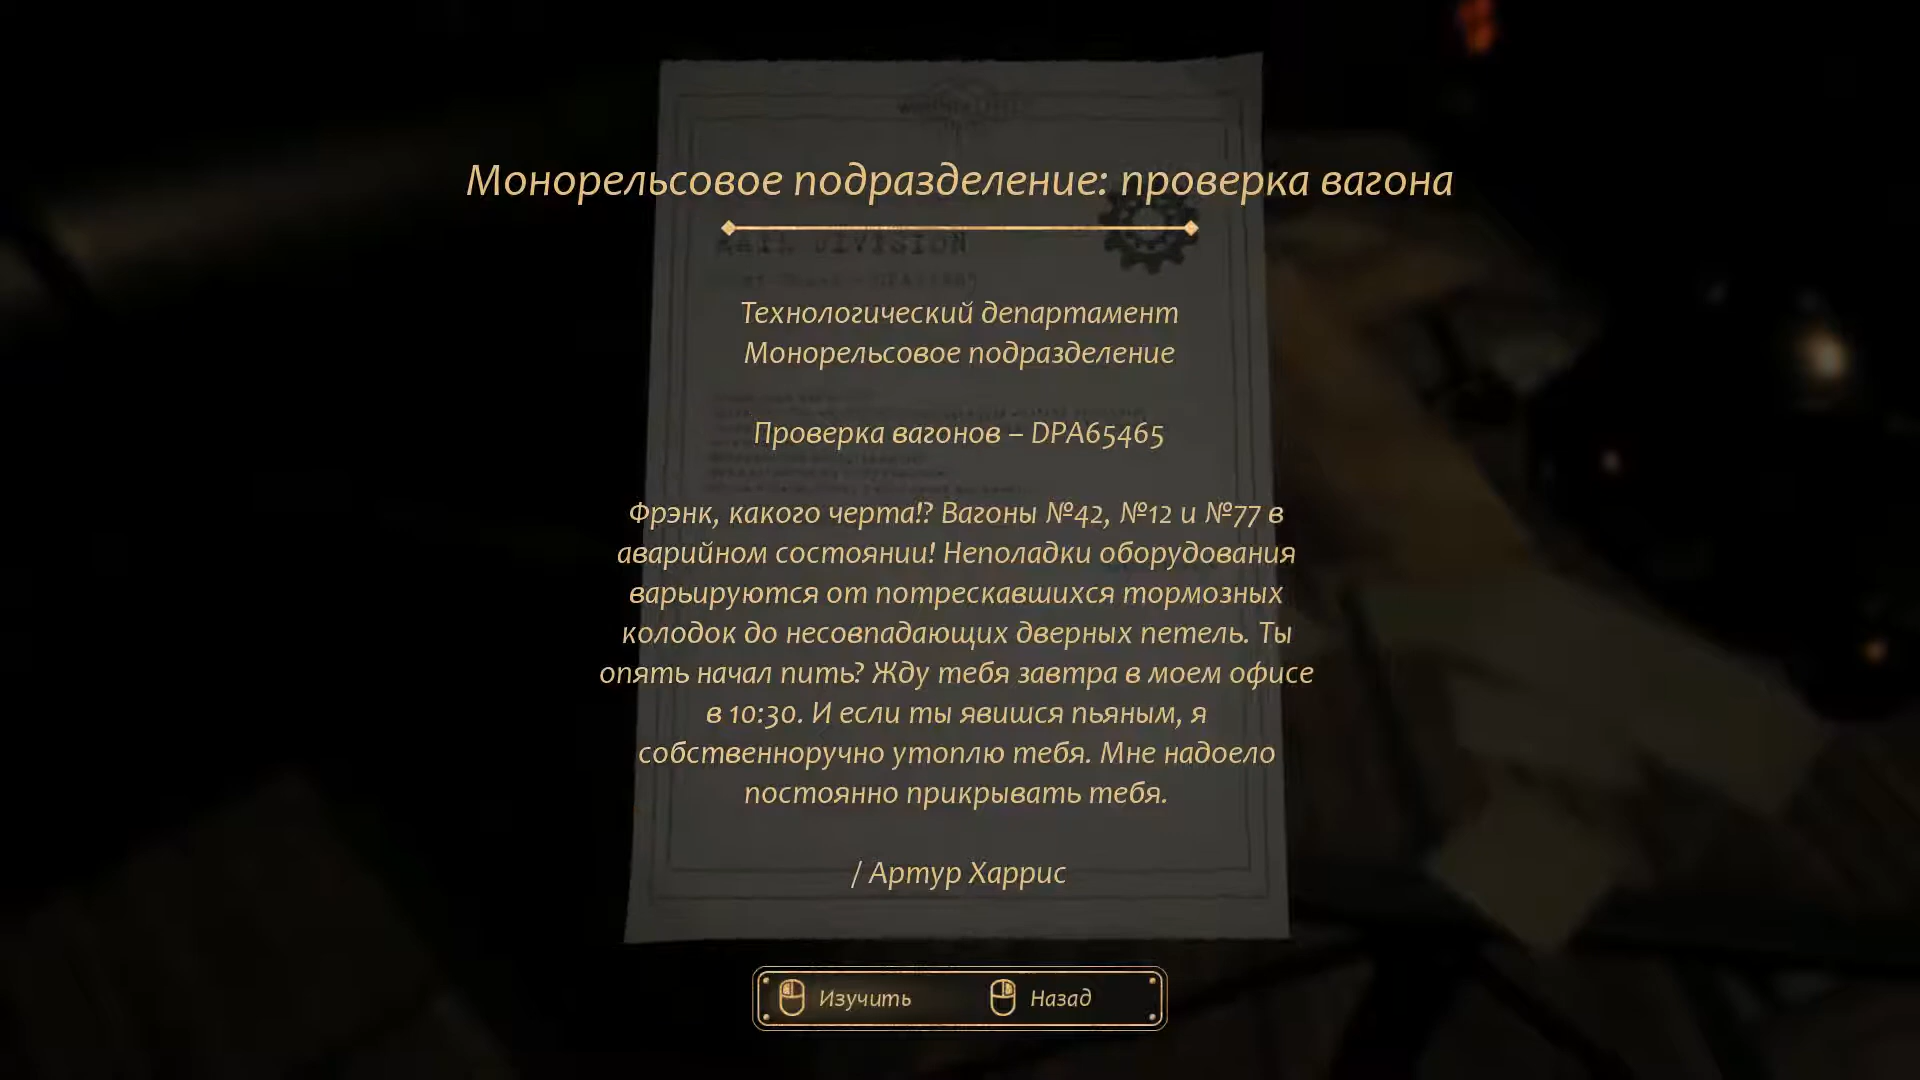 Монорельсовое подразделение: проверка вагона
RAIL DIVISION
Технологический департамент
Монорельсовое подразделение
Проверка вагонов – DPA65465
Фрэнк, какого черта!? Вагоны №42, №12 и №77 в
аварийном состоянии! Неполадки оборудования
варьируются от потрескавшихся тормозных
колодок до несовпадающих дверных петель. Ты
опять начал пить? Жду тебя завтра в моем офисе
в 10:30. И если ты явишся пьяным, я
собственноручно утоплю тебя. Мне надоело
постоянно прикрывать тебя.
/ Артур Харрис
Изучить
Назад